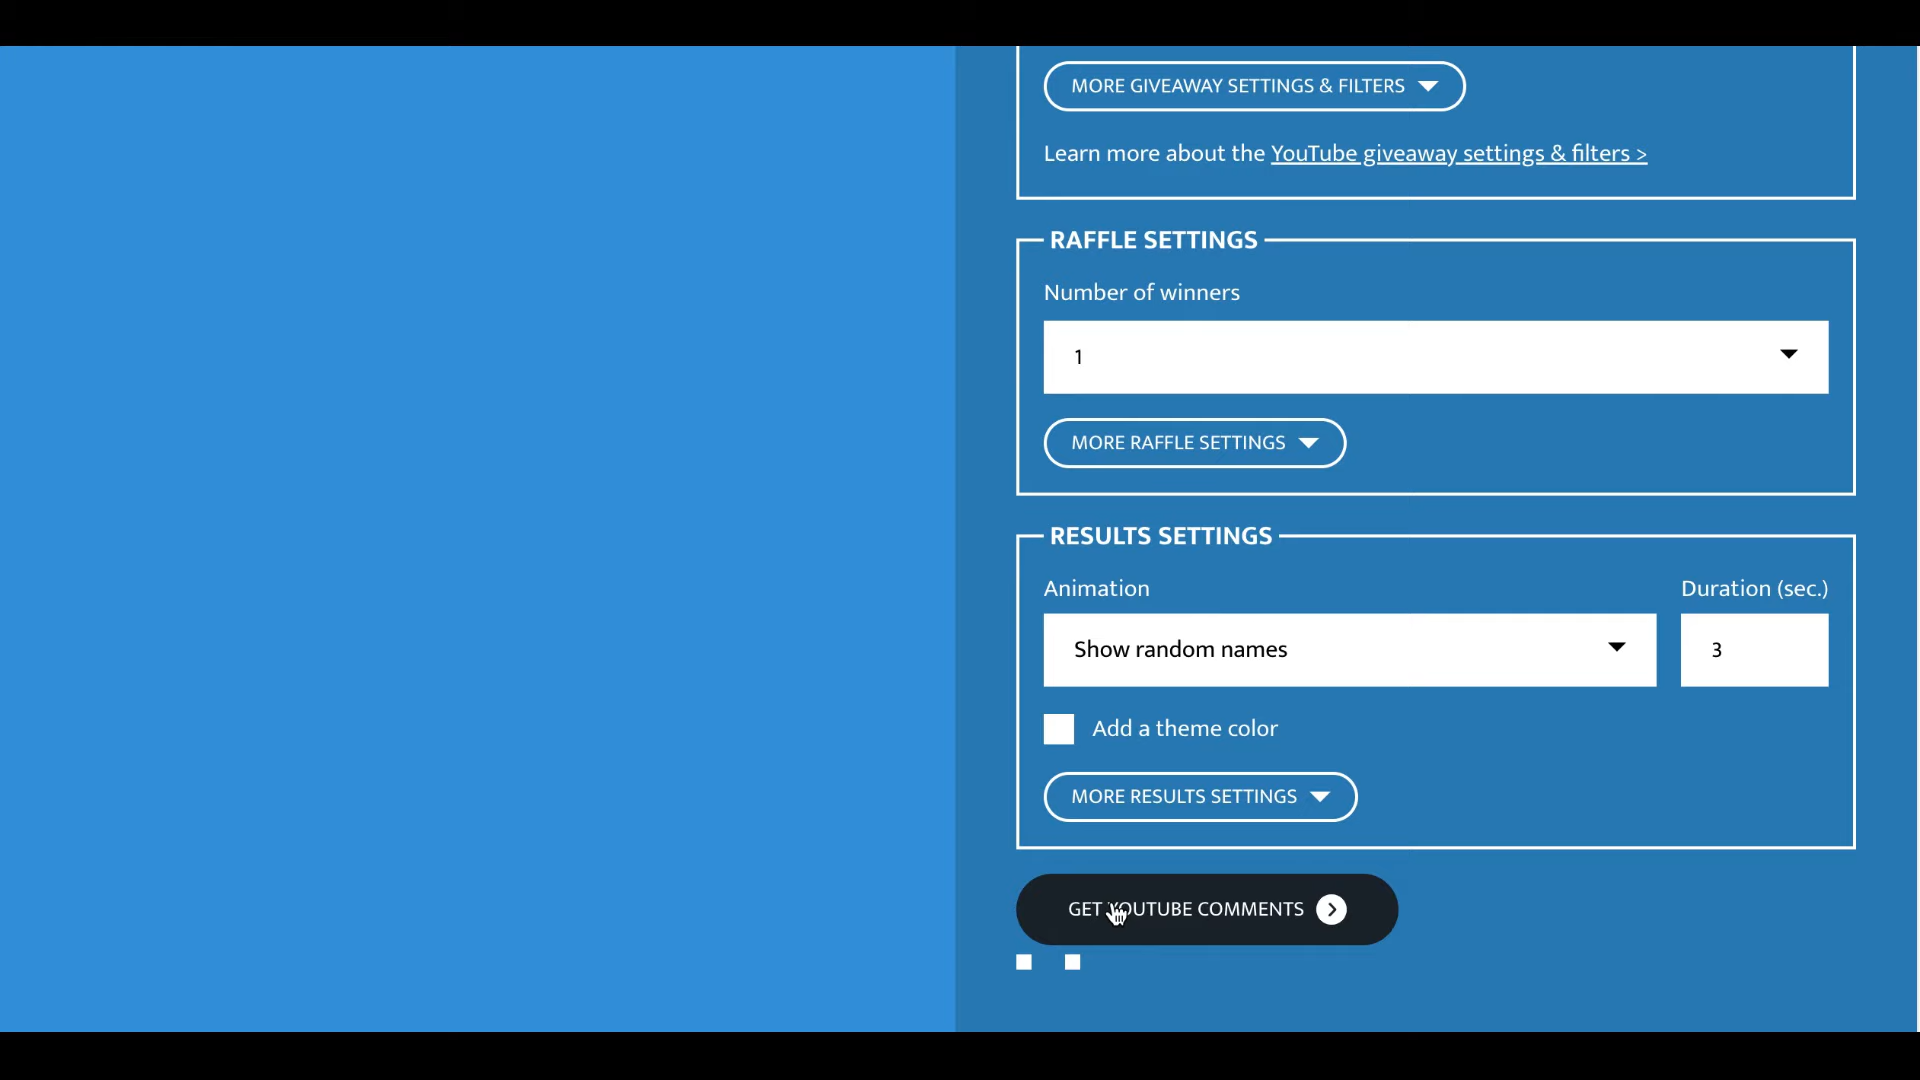 MORE GIVEAWAY SETTINGS & FILTERS
Learn more about the YouTube giveaway settings & filters >
RAFFLE SETTINGS
Number of winners
1
MORE RAFFLE SETTINGS
RESULTS SETTINGS
Animation Duration (sec.)
Show random names 3
Add a theme color
MORE RESULTS SETTINGS
GET YOUTUBE COMMENTS